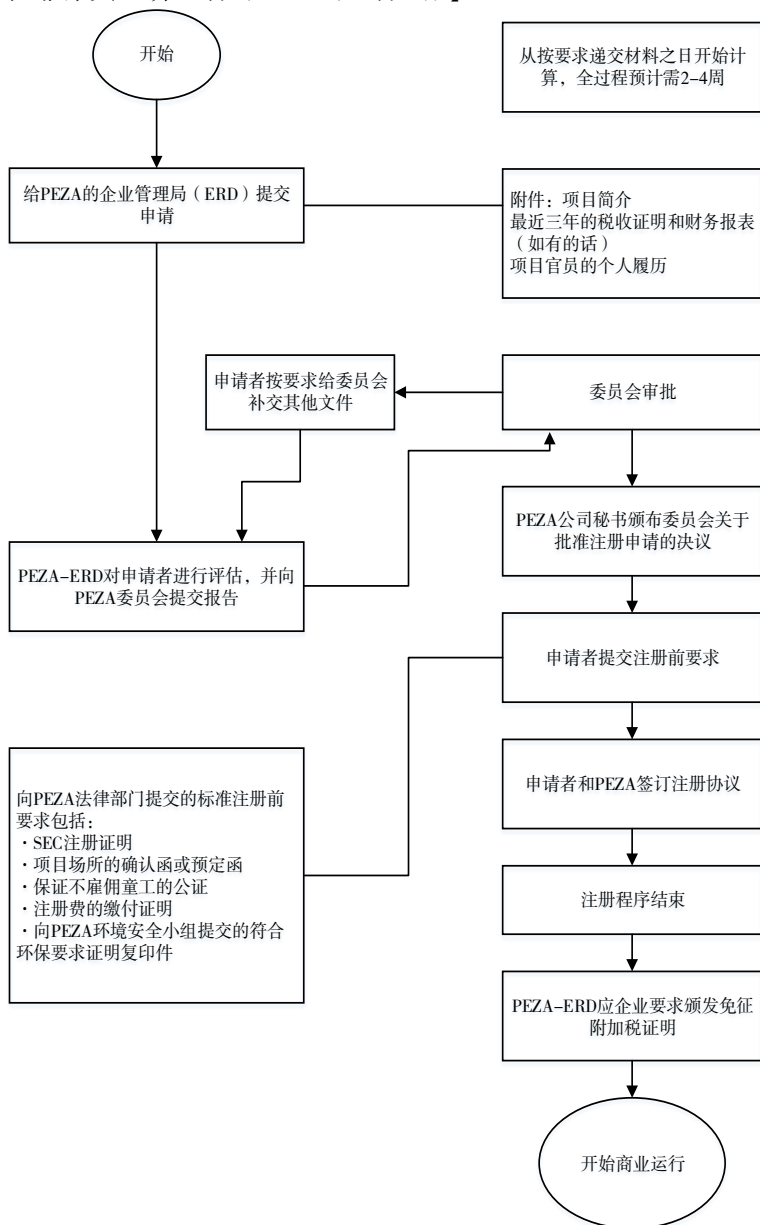 开始
从按要求递交材料之日开始计
算，全过程预计需2-4周
给PEZA的企业管理局（ERD）提交
申请
附件：项目简介
最近三年的税收证明和财务报表
（如有的话）
项目官员的个人履历
申请者按要求给委员会
补交其他文件
委员会审批
PEZA公司秘书颁布委员会关于
批准注册申请的决议
PEZA-ERD对申请者进行评估，并向
PEZA委员会提交报告
申请者提交注册前要求
申请者和PEZA签订注册协议
向PEZA法律部门提交的标准注册前
要求包括：
·SEC注册证明
·项目场所的确认函或预定函
·保证不雇佣童工的公证
·注册费的缴付证明
·向PEZA环境安全小组提交的符合
环保要求证明复印件
注册程序结束
PEZA-ERD应企业要求颁发免征
附加税证明
开始商业运行